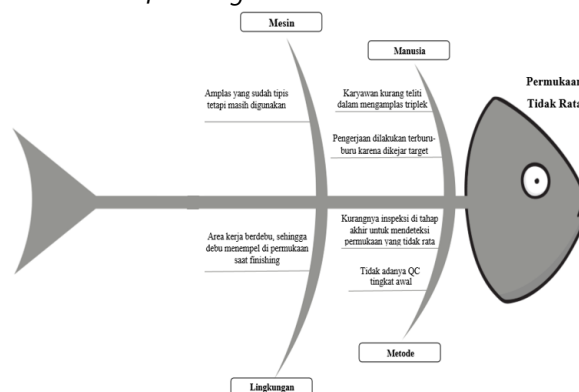 Mesin
Manusia
Permukaan
Tidak Rata
Amplas yang sudah tipis
tetapi masih digunakan
Karyawan kurang teliti
dalam mengamplas triplek
Pengerjaan dilakukan terburu-
buru karena dikejar target
Kurangnya inspeksi di tahap
akhir untuk mendeteksi
permukaan yang tidak rata
Area kerja berdebu, sehingga
debu menempel di permukaan
saat finishing
Tidak adanya QC
tingkat awal
Metode
Lingkungan